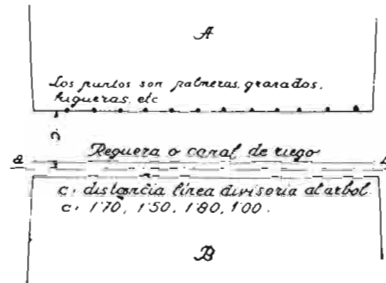 A
Los puntos son palmeras, granados,
higueras, etc
c
a Reguera o canal de riego b
c: distancia linea divisoria al arbol
c: 1'70, 1'50, 1'80, 1'00.
B